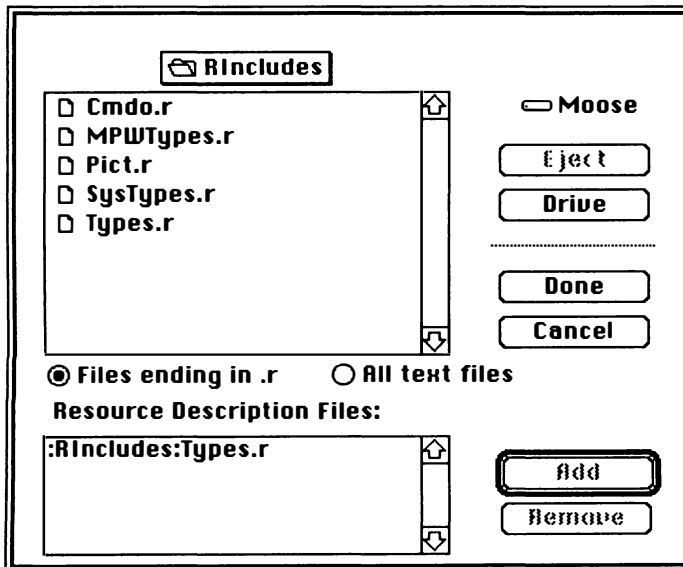 RIncludes
Cmdo.r
MPWTypes.r
Pict.r
SysTypes.r
Types.r
Moose
Eject
Drive
Done
Cancel
Files ending in .r
All text files
Resource Description Files:
:RIncludes:Types.r
Add
Remove